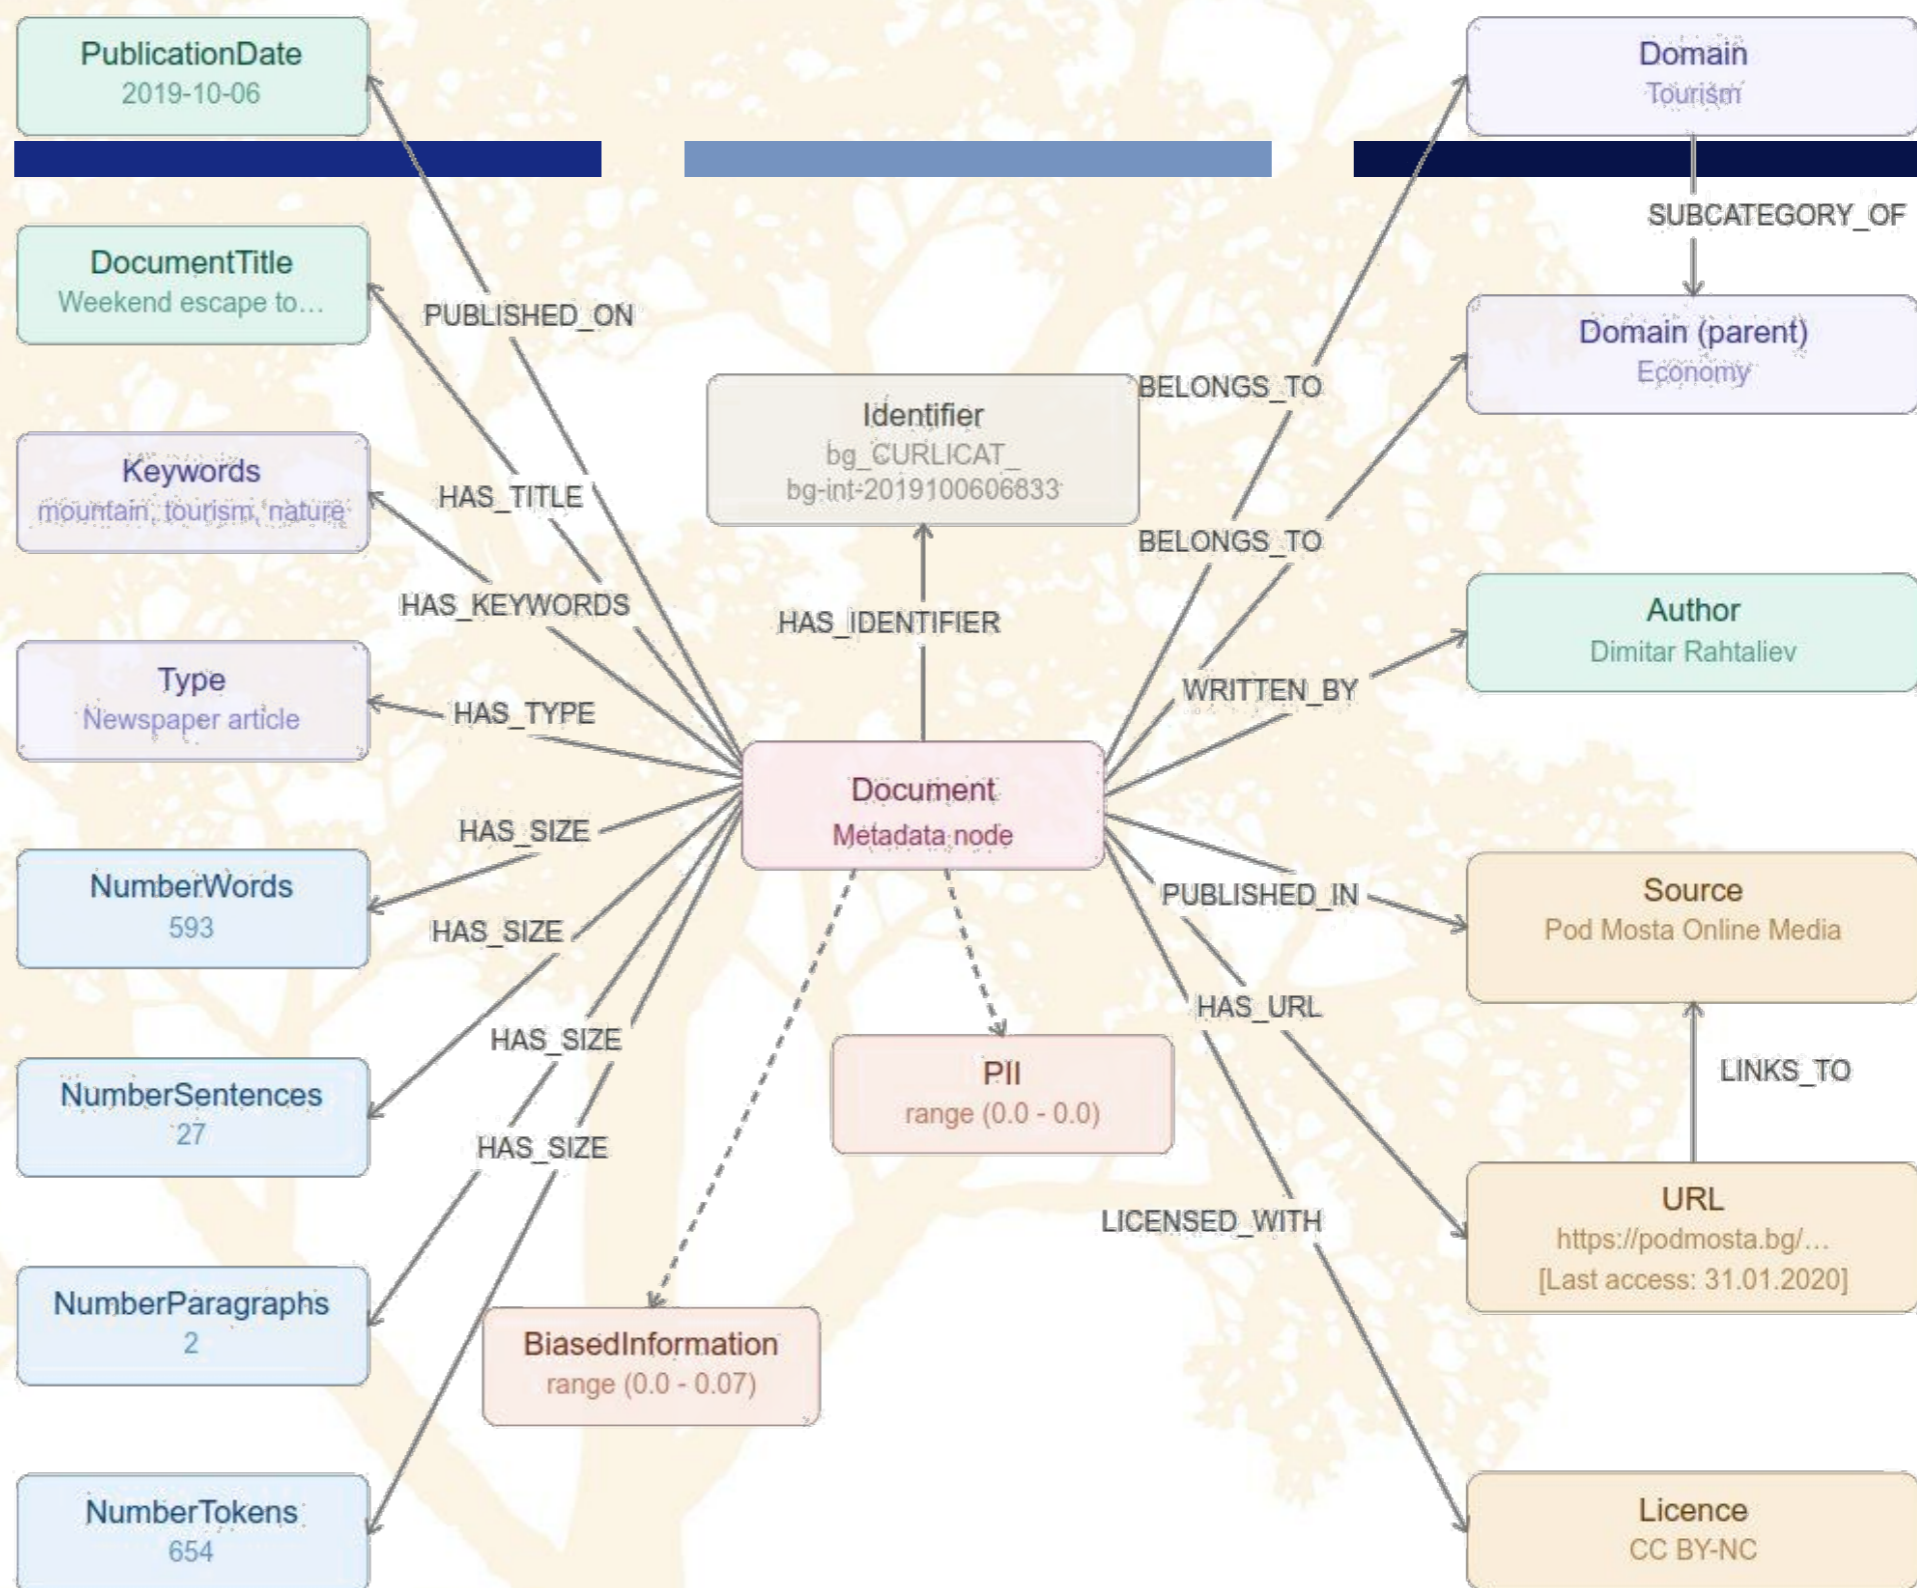 PublicationDate
2019-10-06
DocumentTitle
Weekend escape to...
Keywords
mountain, tourism, nature
Type
Newspaper article
NumberWords
593
NumberSentences
27
NumberParagraphs
2
NumberTokens
654
PUBLISHED_ON
HAS_TITLE
HAS_KEYWORDS
HAS_TYPE
HAS_SIZE
HAS_SIZE
HAS_SIZE
HAS_SIZE
Identifier
bg_CURLICAT_
bg-int-2019100606833
HAS_IDENTIFIER
Document
Metadata node
PII
range (0.0 - 0.0)
BiasedInformation
range (0.0 - 0.07)
BELONGS_TO
BELONGS_TO
WRITTEN_BY
PUBLISHED_IN
HAS_URL
LICENSED_WITH
Domain
Tourism
SUBCATEGORY_OF
Domain (parent)
Economy
Author
Dimitar Rahtaliev
Source
Pod Mosta Online Media
LINKS_TO
URL
https://podmosta.bg/...
[Last access: 31.01.2020]
Licence
CC BY-NC